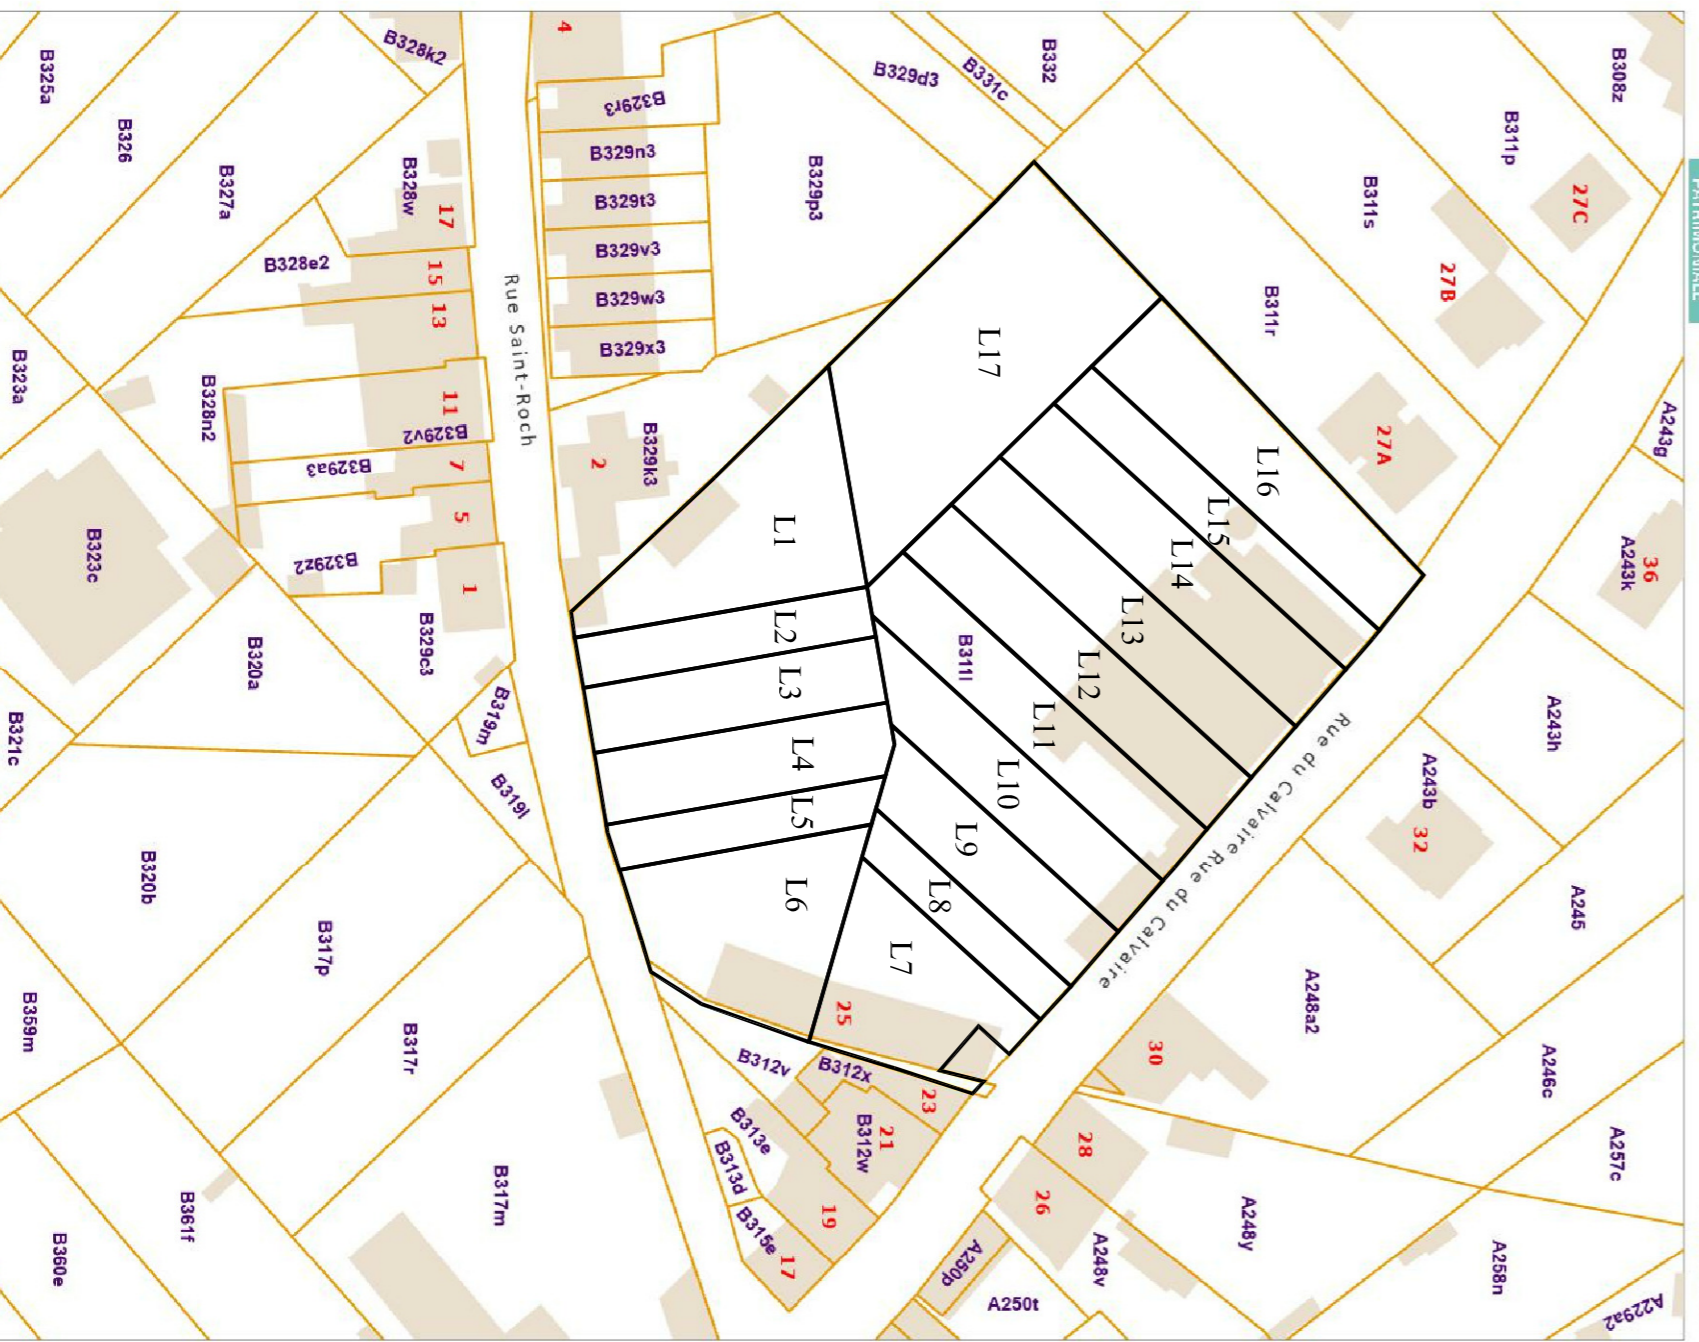 4
B328k2
B332
B331c
B329d3
B308z
B325a
B326
B327a
B328w
17
B329r3
B329n3
B329t3
B329v3
B329w3
B329x3
B329p3
B311p
B311s
27C
27B
B311r
27A
A243g
36
A243k
B328e2
15
13
Rue Saint-Roch
B323a
B328n2
11
B329v2
B329a3
7
5
B329z2
1
B323c
2
B329k3
L17
L16
L15
L14
L13
L12
L11
L10
L9
L8
L7
L1
L2
L3
L4
L5
L6
B311l
25
B329c3
B320a
B319m
B319l
B321c
B320b
B317p
B317r
B359m
B317m
B361f
B360e
Rue du Calvaire
Rue du Calvaire
A243h
A243b
32
A245
A248a2
A246c
A257c
30
28
26
A248y
A248v
A258n
A250p
A250t
A229a2
B312v
B312x
23
21
B312w
B313e
B313d
B315e
19
17
PATRIMONIALE